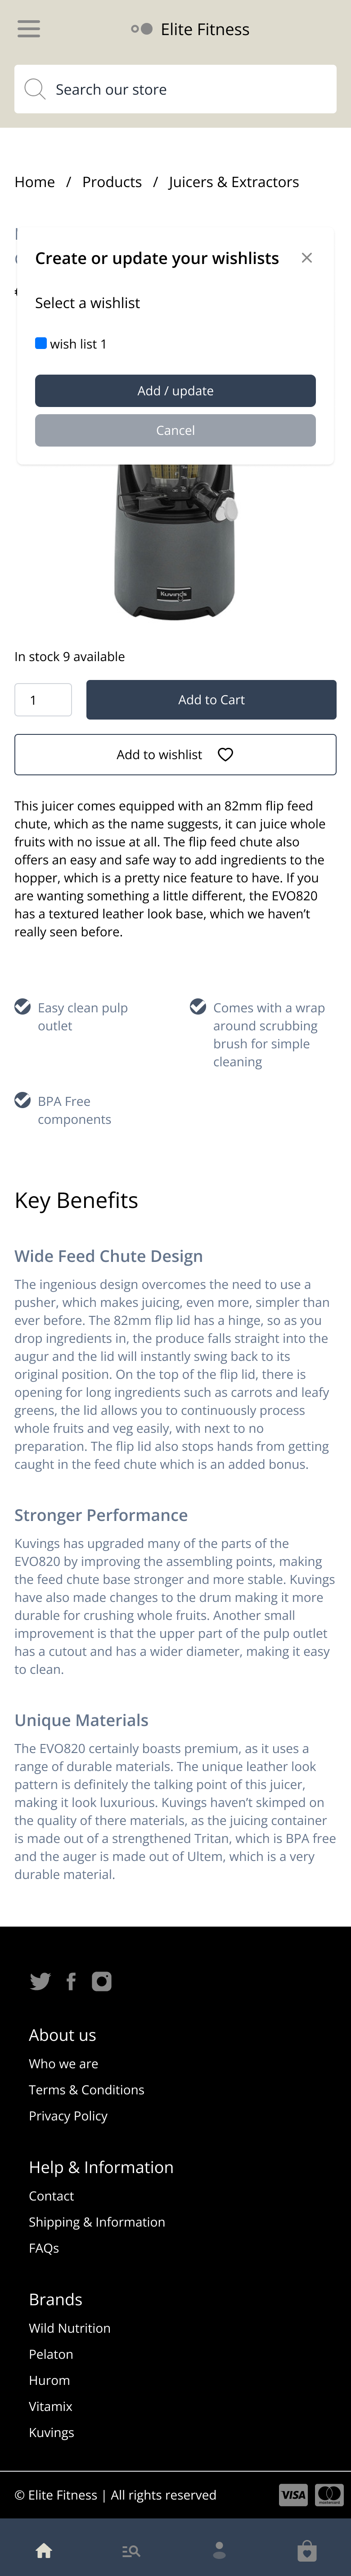 Elite Fitness
Search our store
Home / Products / Juicers & Extractors
Create or update your wishlists
Select a wishlist
wish list 1
Add / update
Cancel
Kuvings
In stock 9 available
1
Add to Cart
Add to wishlist
This juicer comes equipped with an 82mm flip feed
chute, which as the name suggests, it can juice whole
fruits with no issue at all. The flip feed chute also
offers an easy and safe way to add ingredients to the
hopper, which is a pretty nice feature to have. If you
are wanting something a little different, the EVO820
has a textured leather look base, which we haven’t
really seen before.
Easy clean pulp
outlet
Comes with a wrap
around scrubbing
brush for simple
cleaning
BPA Free
components
Key Benefits
Wide Feed Chute Design
The ingenious design overcomes the need to use a
pusher, which makes juicing, even more, simpler than
ever before. The 82mm flip lid has a hinge, so as you
drop ingredients in, the produce falls straight into the
augur and the lid will instantly swing back to its
original position. On the top of the flip lid, there is
opening for long ingredients such as carrots and leafy
greens, the lid allows you to continuously process
whole fruits and veg easily, with next to no
preparation. The flip lid also stops hands from getting
caught in the feed chute which is an added bonus.
Stronger Performance
Kuvings has upgraded many of the parts of the
EVO820 by improving the assembling points, making
the feed chute base stronger and more stable. Kuvings
have also made changes to the drum making it more
durable for crushing whole fruits. Another small
improvement is that the upper part of the pulp outlet
has a cutout and has a wider diameter, making it easy
to clean.
Unique Materials
The EVO820 certainly boasts premium, as it uses a
range of durable materials. The unique leather look
pattern is definitely the talking point of this juicer,
making it look luxurious. Kuvings haven’t skimped on
the quality of there materials, as the juicing container
is made out of a strengthened Tritan, which is BPA free
and the auger is made out of Ultem, which is a very
durable material.
About us
Who we are
Terms & Conditions
Privacy Policy
Help & Information
Contact
Shipping & Information
FAQs
Brands
Wild Nutrition
Pelaton
Hurom
Vitamix
Kuvings
© Elite Fitness | All rights reserved
VISA